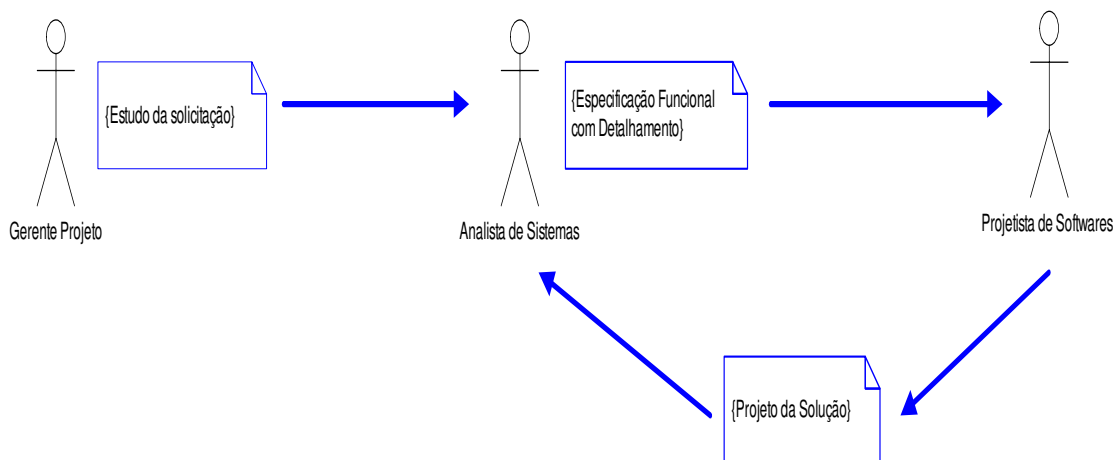 {Estudo da solicitação}
{Especificação Funcional
com Detalhamento}
Gerente Projeto
Analista de Sistemas
Projetista de Softwares
{Projeto da Solução}